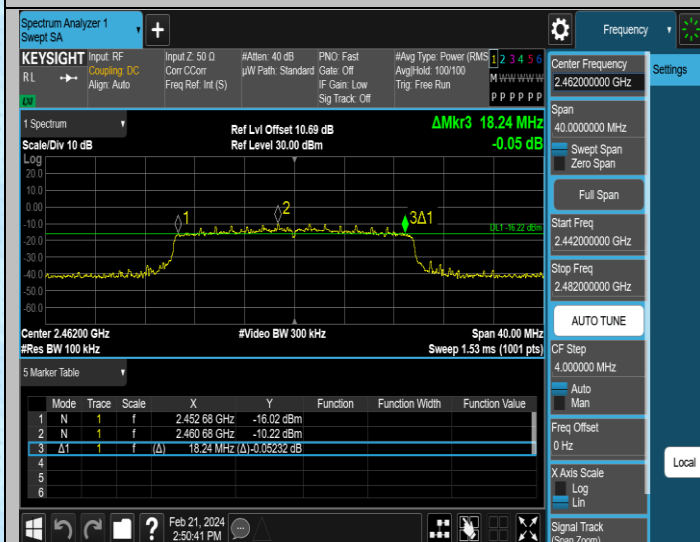 Spectrum Analyzer 1
Swept SA
Frequency
KEYSIGHT
RL
LXI
Input: RF
Coupling: DC
Align: Auto
Input Z: 50 Ω
Corr CCorr
Freq Ref: Int (S)
#Atten: 40 dB
µW Path: Standard
PNO: Fast
Gate: Off
IF Gain: Low
Sig Track: Off
#Avg Type: Power (RMS
Avg|Hold: 100/100
Trig: Free Run
1 2 3 4 5 6
M W W W W W
P P P P P P
Center Frequency
2.462000000 GHz
Settings
Span
40.0000000 MHz
Swept Span
Zero Span
Full Span
Start Freq
2.442000000 GHz
Stop Freq
2.482000000 GHz
AUTO TUNE
CF Step
4.000000 MHz
Auto
Man
Freq Offset
0 Hz
X Axis Scale
Log
Lin
Signal Track
(Span Zoom)
Local
1 Spectrum
Scale/Div 10 dB
Ref Lvl Offset 10.69 dB
Ref Level 30.00 dBm
ΔMkr3 18.24 MHz
-0.05 dB
Log
20.0
10.0
0.00
-10.0
-20.0
-30.0
-40.0
-50.0
-60.0
1
2
3Δ1
DL1 -16.22 dBm
Center 2.46200 GHz
#Res BW 100 kHz
#Video BW 300 kHz
Span 40.00 MHz
Sweep 1.53 ms (1001 pts)
5 Marker Table
Mode Trace Scale X Y Function Function Width Function Value
1 N 1 f 2.452 68 GHz -16.02 dBm
2 N 1 f 2.460 68 GHz -10.22 dBm
3 Δ1 1 f (Δ) 18.24 MHz (Δ) -0.05232 dB
4
5
6
?
Feb 21, 2024
2:50:41 PM